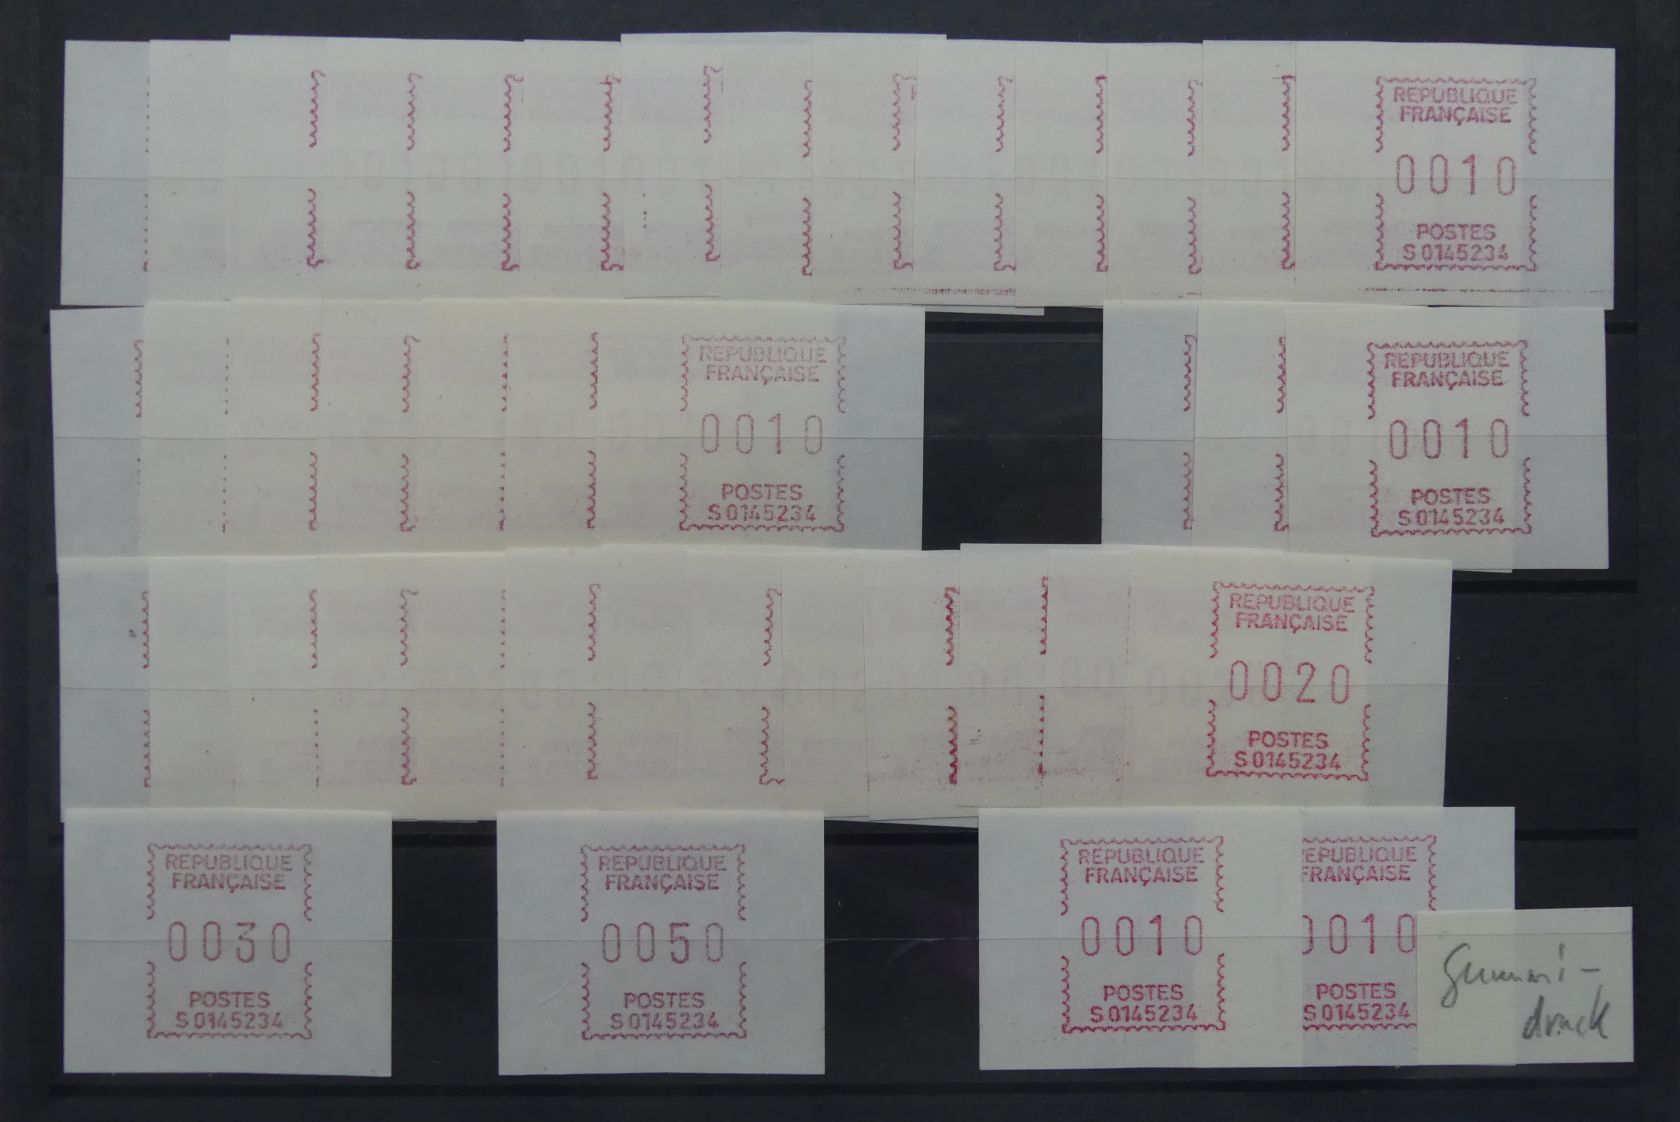 REPUBLIQUE
FRANÇAISE
0010
POSTES
S 0145234
REPUBLIQUE
FRANÇAISE
0010
POSTES
S 0145234
REPUBLIQUE
FRANÇAISE
0010
POSTES
S 0145234
REPUBLIQUE
FRANÇAISE
0020
POSTES
S 0145234
REPUBLIQUE
FRANÇAISE
0030
POSTES
S 0145234
REPUBLIQUE
FRANÇAISE
0050
POSTES
S 0145234
REPUBLIQUE
FRANÇAISE
0010
POSTES
S 0145234
EPUBLIQUE
FRANÇAISE
0010
POSTES
S 0145234
Gummi-
druck